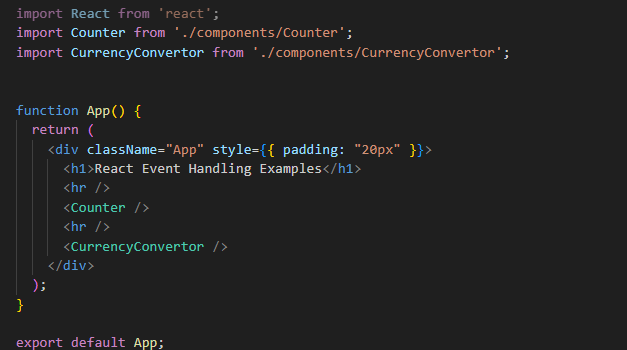 import React from 'react';
import Counter from './components/Counter';
import CurrencyConvertor from './components/CurrencyConvertor';
function App() {
return (
<div className="App" style={{ padding: "20px" }}>
<h1>React Event Handling Examples</h1>
<hr />
<Counter />
<hr />
<CurrencyConvertor />
</div>
);
}
export default App;